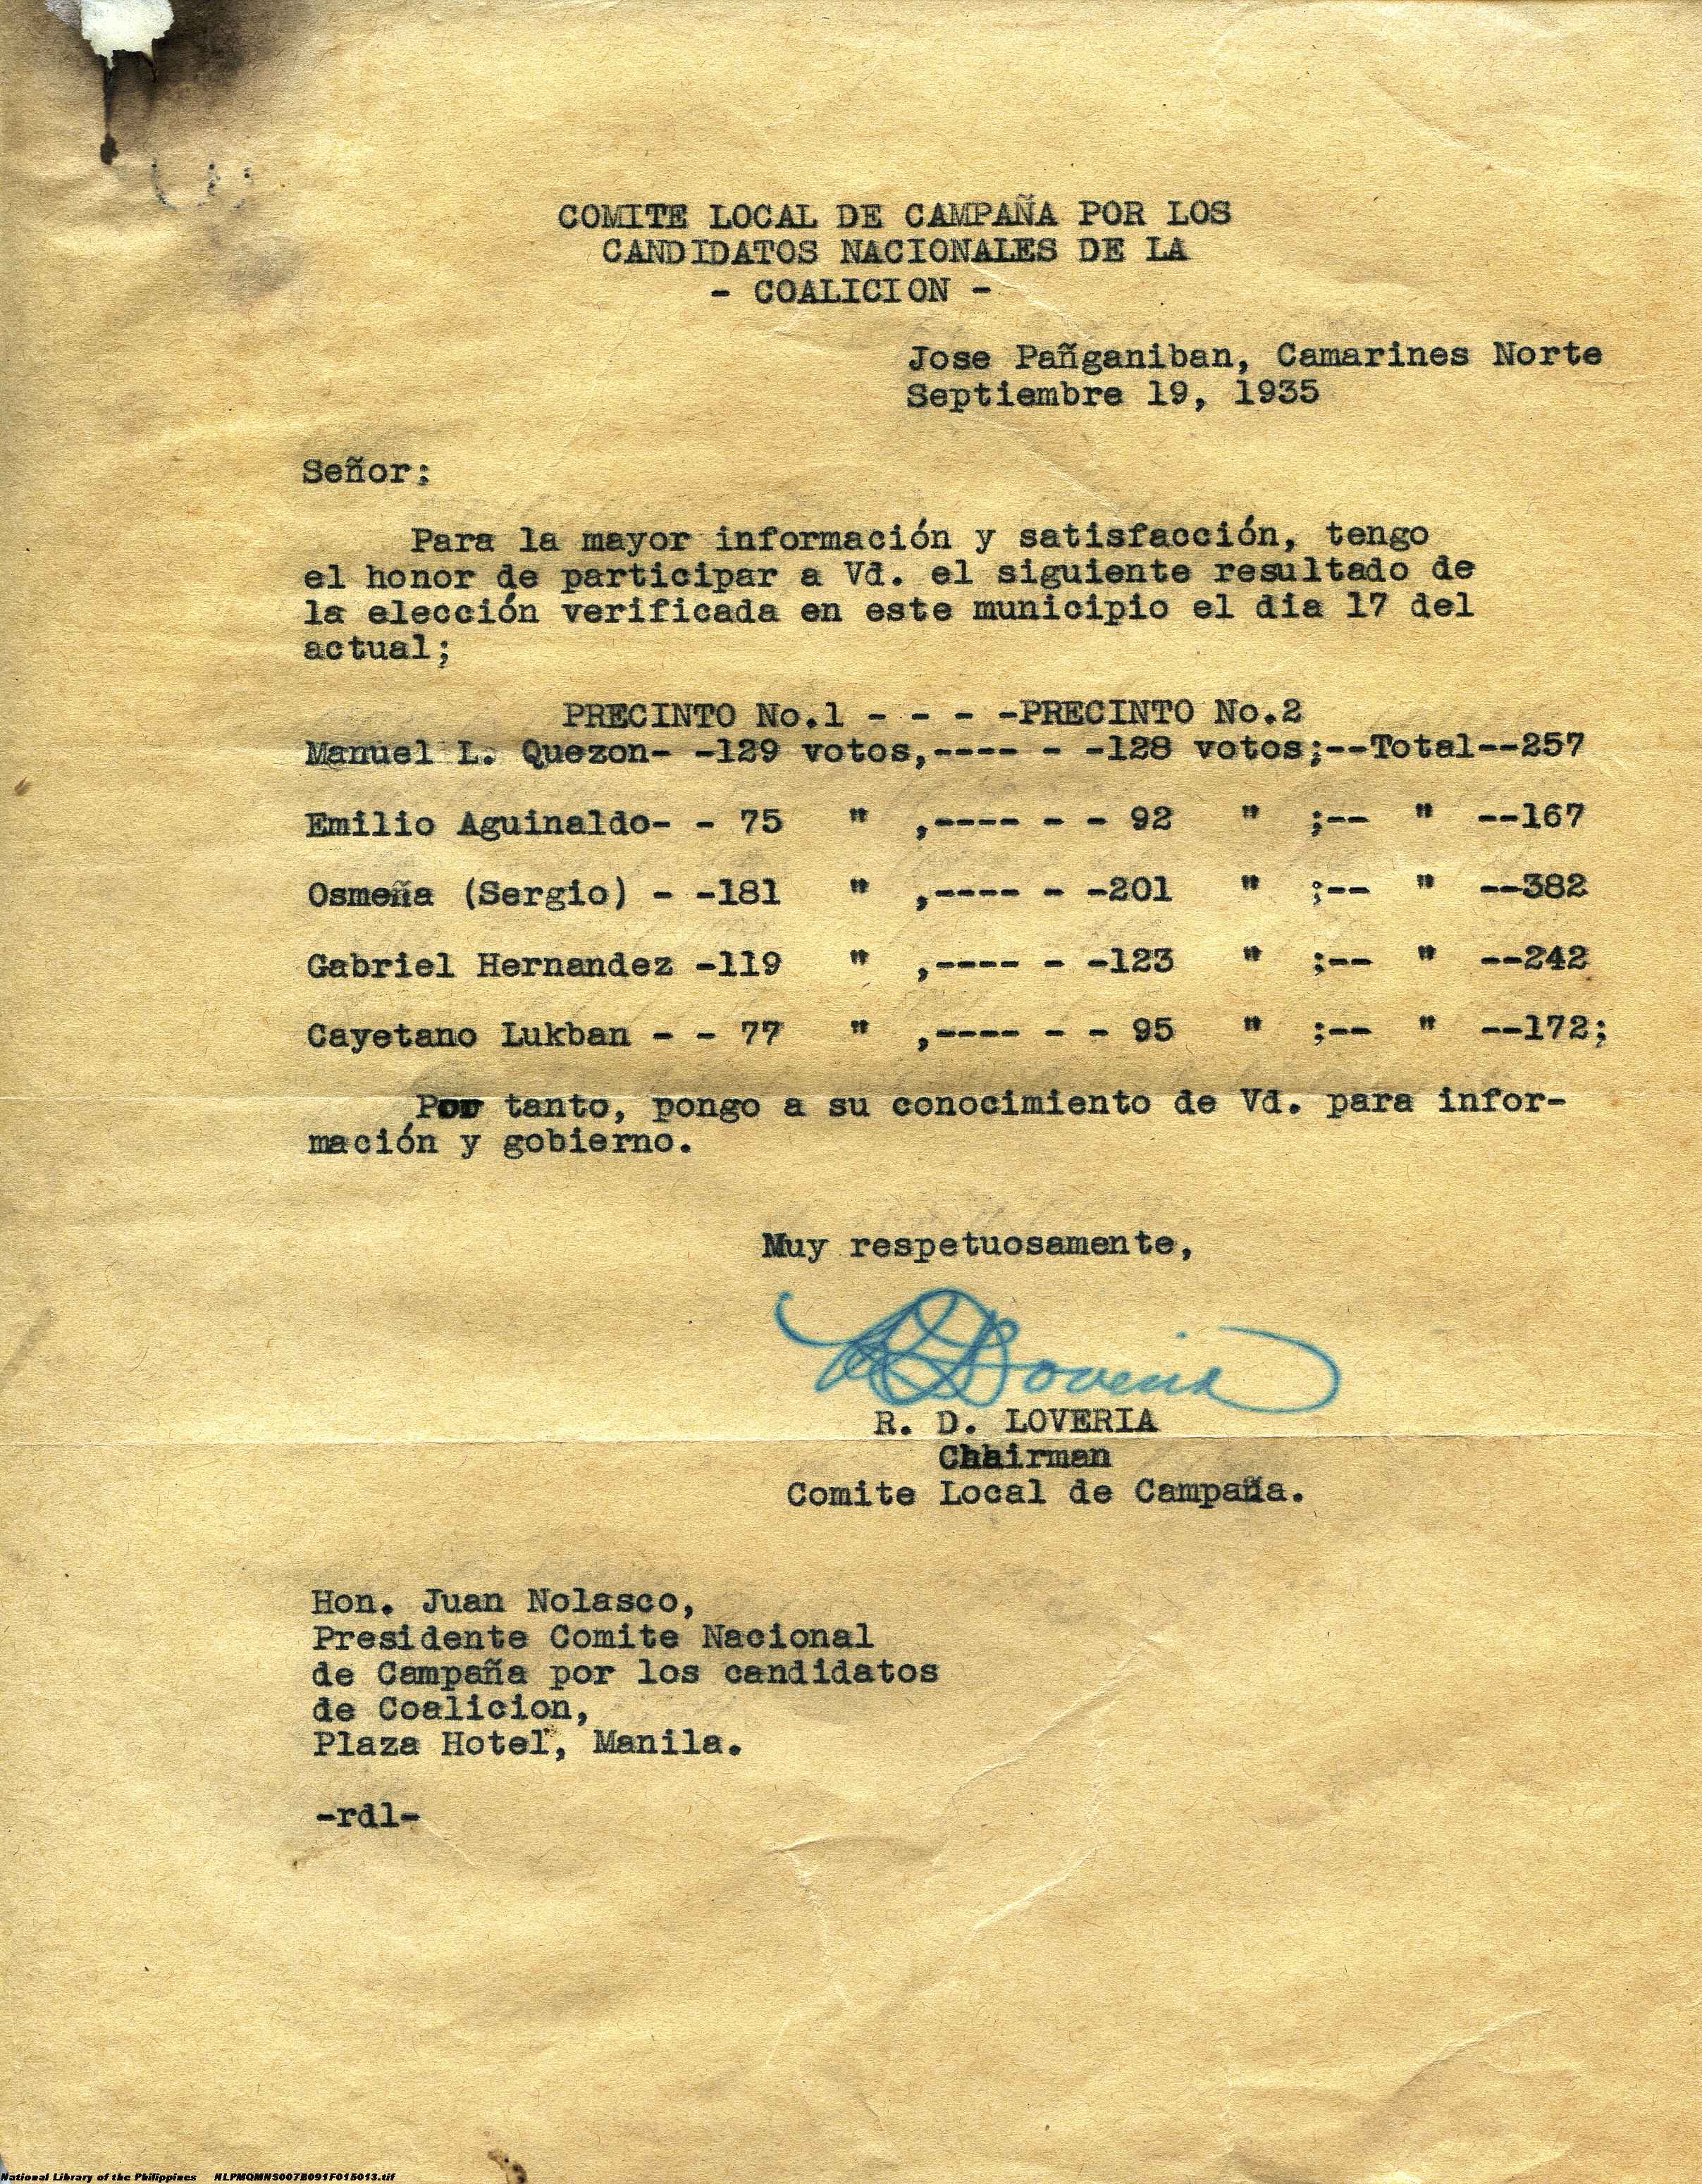 COMITE LOCAL DE CAMPAÑA POR LOS
CANDIDATOS NACIONALES DE LA
- COALICION -
Jose Pañganiban, Camarines Norte
Septiembre 19, 1935
Señor;
Para la mayor información y satisfacción, tengo
el honor de participar a Vd. el siguiente resultado de
la elección verificada en este municipio el dia 17 del
actual;
PRECINTO No.1 - - - -PRECINTO No.2
Manuel L. Quezon- -129 votos,---- - -128 votos;--Total--257
Emilio Aguinaldo- - 75 " ,---- - - 92 " ;-- " --167
Osmeña (Sergio) - -181 " ,---- - -201 " ;-- " --382
Gabriel Hernandez -119 " ,---- - -123 " ;-- " --242
Cayetano Lukban - - 77 " ,---- - - 95 " ;-- " --172;
Por tanto, pongo a su conocimiento de Vd. para infor-
mación y gobierno.
Muy respetuosamente,
R D Loveria
R. D. LOVERIA
Chairman
Comite Local de Campaña.
Hon. Juan Nolasco,
Presidente Comite Nacional
de Campaña por los candidatos
de Coalicion,
Plaza Hotel, Manila.
-rdl-
National Library of the Philippines NLPMQMNS007B091F015013.tif